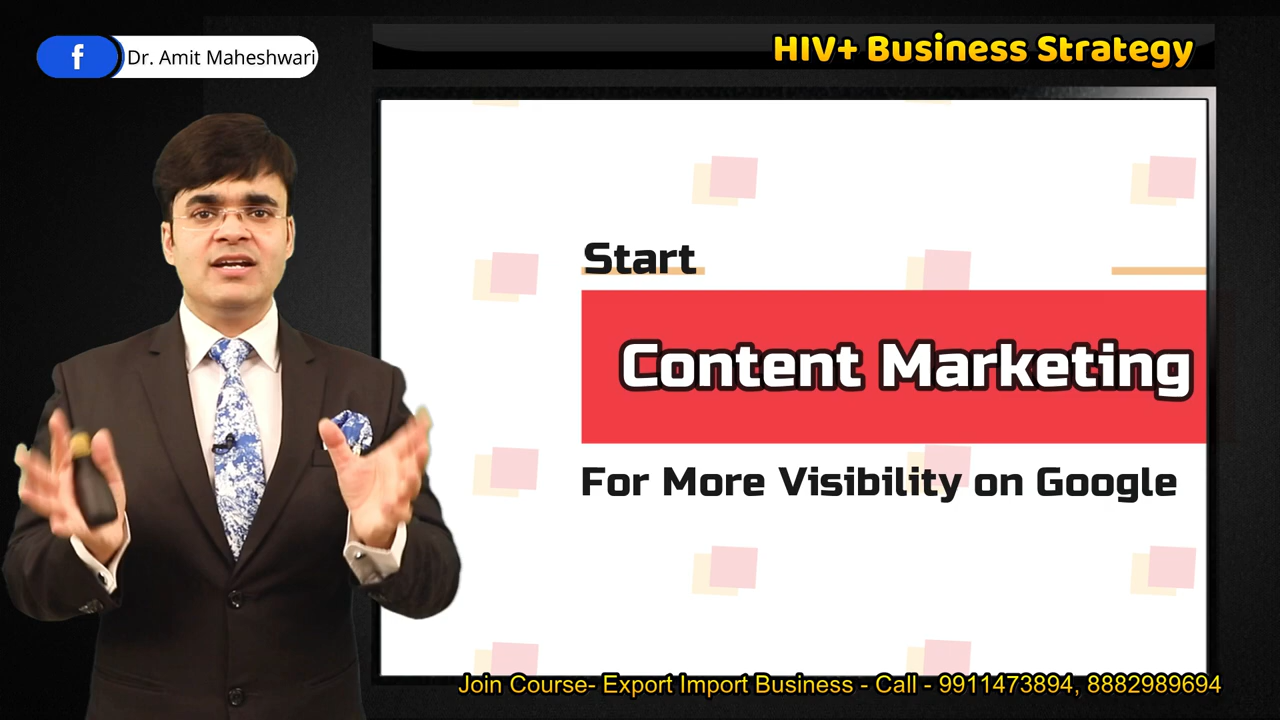 f Dr. Amit Maheshwari
HIV+ Business Strategy
Start
Content Marketing
For More Visibility on Google
Join Course- Export Import Business - Call - 9911473894, 8882989694